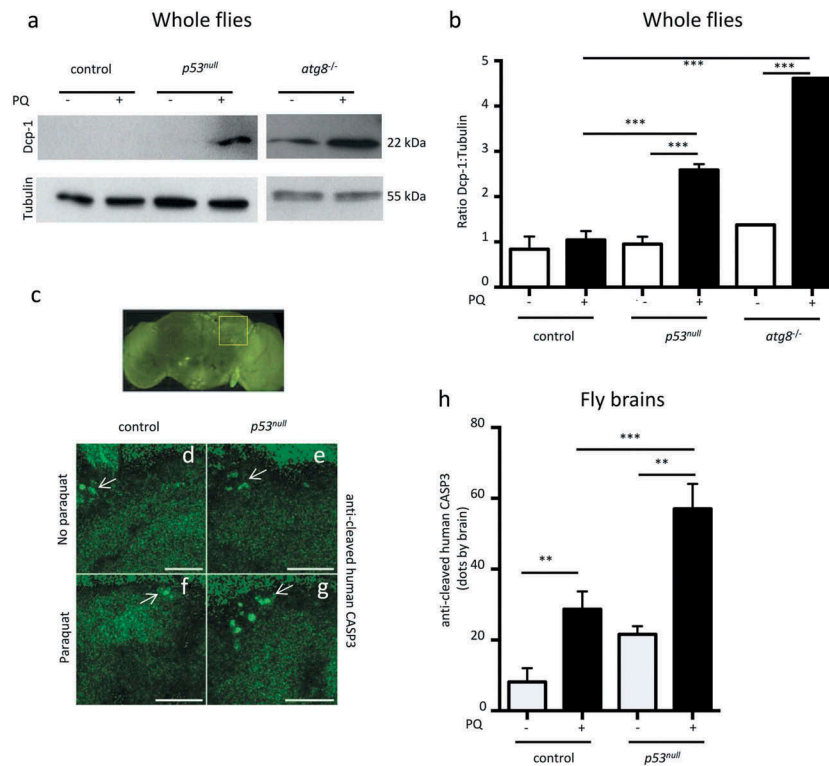 a
Whole flies
control
p53null
atg8-/-
PQ
-
+
-
+
-
+
Dcp-1
22 kDa
Tubulin
55 kDa
b
Whole flies
Ratio Dcp-1:Tubulin
5
4
3
2
1
0
***
***
***
***
PQ
-
+
-
+
-
+
control
p53null
atg8-/-
c
control
p53null
No paraquat
Paraquat
d
e
f
g
anti-cleaved human CASP3
h
Fly brains
anti-cleaved human CASP3
(dots by brain)
80
60
40
20
0
***
**
**
PQ
-
+
-
+
control
p53null